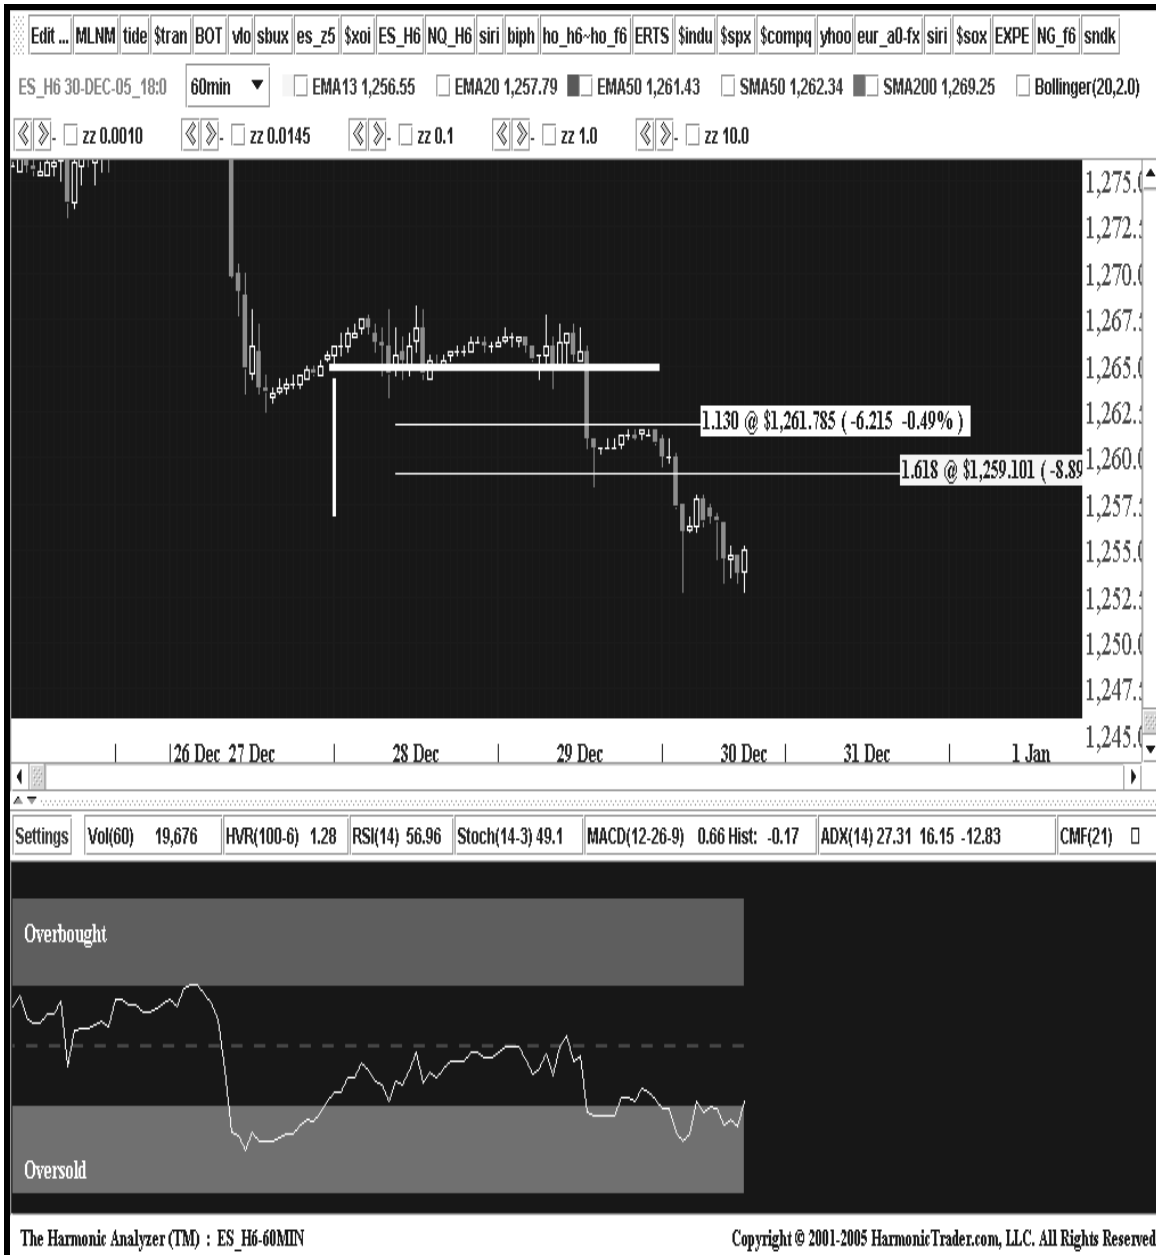 Edit ... MLNM tide $tran BOT vlo sbux es_z5 $xoi ES_H6 NQ_H6 siri biph ho_h6~ho_f6 ERTS $indu $spx $compq yhoo eur_a0-fx siri $sox EXPE NG_f6 sndk
ES_H6 30-DEC-05_18:0 60min EMA13 1,256.55 EMA20 1,257.79 EMA50 1,261.43 SMA50 1,262.34 SMA200 1,269.25 Bollinger(20,2.0)
- zz 0.0010 - zz 0.0145 - zz 0.1 - zz 1.0 - zz 10.0
1,275.0
1,272.5
1,270.0
1,267.5
1,265.0
1,262.5
1.130 @ $1,261.785 ( -6.215 -0.49% )
1,260.0
1.618 @ $1,259.101 ( -8.89
1,257.5
1,255.0
1,252.5
1,250.0
1,247.5
1,245.0
26 Dec 27 Dec 28 Dec 29 Dec 30 Dec 31 Dec 1 Jan
Settings Vol(60) 19,676 HVR(100-6) 1.28 RSI(14) 56.96 Stoch(14-3) 49.1 MACD(12-26-9) 0.66 Hist: -0.17 ADX(14) 27.31 16.15 -12.83 CMF(21)
Overbought
Oversold
The Harmonic Analyzer (TM) : ES_H6-60MIN Copyright © 2001-2005 HarmonicTrader.com, LLC. All Rights Reserved